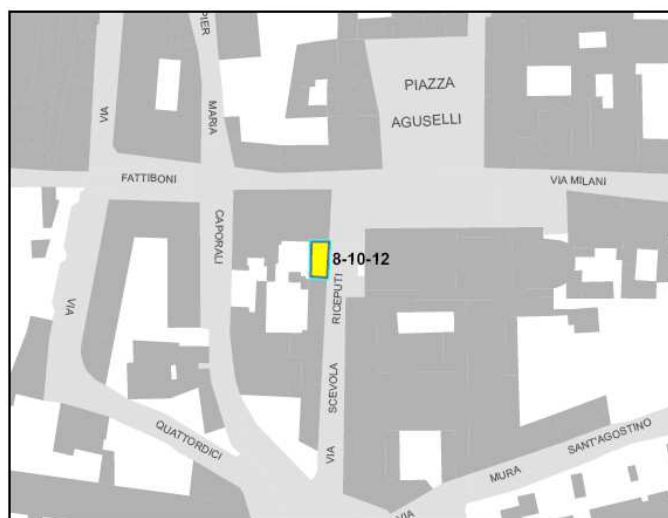 PIER
MARIA
CAPORALI
VIA
FATTIBONI
PIAZZA
AGUSELLI
VIA MILANI
8-10-12
VIA SCEVOLA RICEPUTI
VIA
QUATTORDICI
VIA
MURA
SANT'AGOSTINO